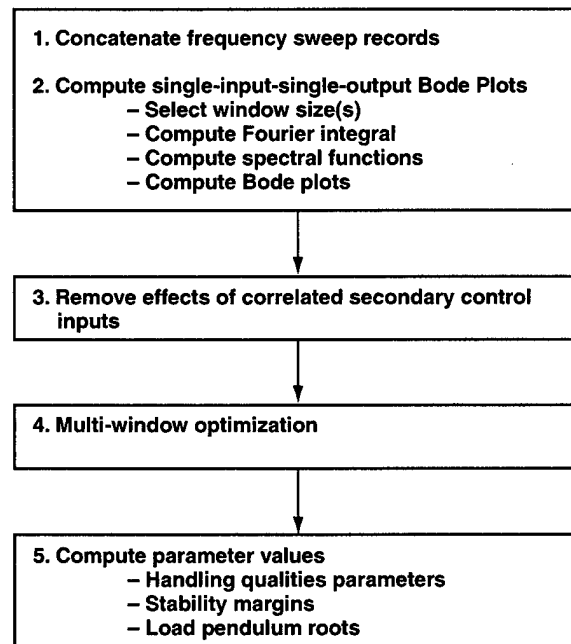 1. Concatenate frequency sweep records
2. Compute single-input-single-output Bode Plots
– Select window size(s)
– Compute Fourier integral
– Compute spectral functions
– Compute Bode plots
3. Remove effects of correlated secondary control
inputs
4. Multi-window optimization
5. Compute parameter values
– Handling qualities parameters
– Stability margins
– Load pendulum roots